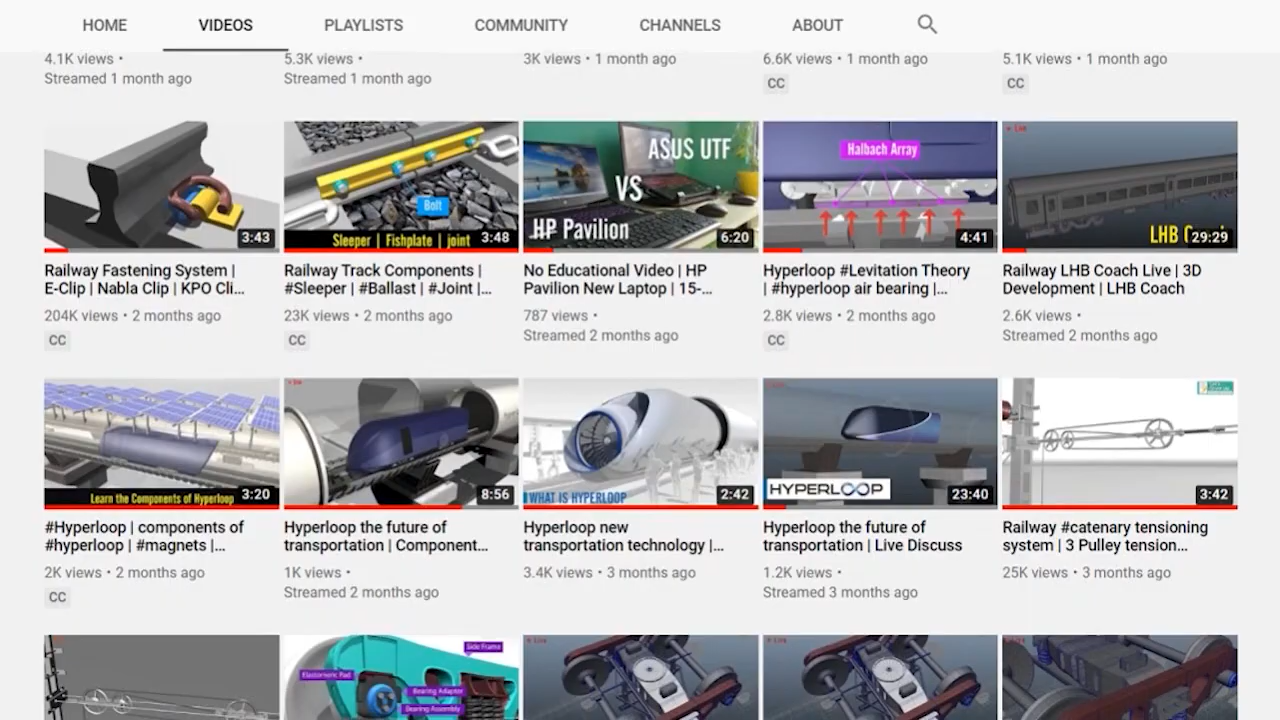 HOME VIDEOS PLAYLISTS COMMUNITY CHANNELS ABOUT
4.1K views • 5.3K views • 3K views • 1 month ago 6.6K views • 1 month ago 5.1K views • 1 month ago
Streamed 1 month ago Streamed 1 month ago
CC CC
Halbach Array
Live
ASUS UTF
VS
Bolt
HP Pavilion
LHB
Sleeper | Fishplate | joint
3:43 3:48 6:20 4:41 29:29
Railway Fastening System |
E-Clip | Nabla Clip | KPO Cli...
204K views • 2 months ago
CC
Railway Track Components |
#Sleeper | #Ballast | #Joint |...
23K views • 2 months ago
CC
No Educational Video | HP
Pavilion New Laptop | 15-...
787 views •
Streamed 2 months ago
Hyperloop #Levitation Theory
| #hyperloop air bearing |...
2.8K views • 2 months ago
CC
Railway LHB Coach Live | 3D
Development | LHB Coach
2.6K views •
Streamed 2 months ago
Learn the Components of Hyperloop
3:20
#Hyperloop | components of
#hyperloop | #magnets |...
2K views • 2 months ago
CC
8:56
Hyperloop the future of
transportation | Component...
1K views •
Streamed 2 months ago
WHAT IS HYPERLOOP
2:42
Hyperloop new
transportation technology |...
3.4K views • 3 months ago
HYPERLOOP
23:40
Hyperloop the future of
transportation | Live Discuss
1.2K views •
Streamed 3 months ago
3:42
Railway #catenary tensioning
system | 3 Pulley tension...
25K views • 3 months ago
Side Frame
Elastomeric Pad
Bearing Adaptor
Bearing Assembly
Live
Live